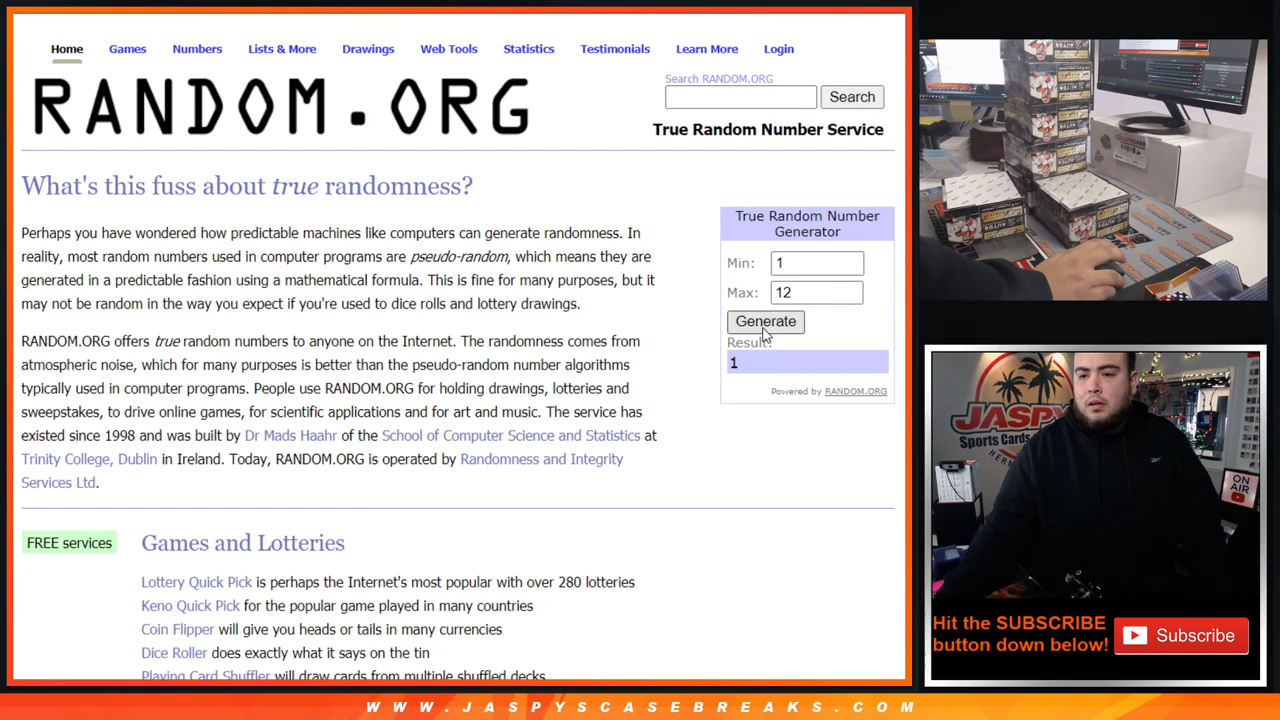 Home Games Numbers Lists & More Drawings Web Tools Statistics Testimonials Learn More Login
RANDOM.ORG
Search RANDOM.ORG
Search
True Random Number Service
What's this fuss about true randomness?
Perhaps you have wondered how predictable machines like computers can generate randomness. In
reality, most random numbers used in computer programs are pseudo-random, which means they are
generated in a predictable fashion using a mathematical formula. This is fine for many purposes, but it
may not be random in the way you expect if you're used to dice rolls and lottery drawings.
RANDOM.ORG offers true random numbers to anyone on the Internet. The randomness comes from
atmospheric noise, which for many purposes is better than the pseudo-random number algorithms
typically used in computer programs. People use RANDOM.ORG for holding drawings, lotteries and
sweepstakes, to drive online games, for scientific applications and for art and music. The service has
existed since 1998 and was built by Dr Mads Haahr of the School of Computer Science and Statistics at
Trinity College, Dublin in Ireland. Today, RANDOM.ORG is operated by Randomness and Integrity
Services Ltd.
True Random Number
Generator
Min: 1
Max: 12
Generate
Result:
1
Powered by RANDOM.ORG
FREE services
Games and Lotteries
Lottery Quick Pick is perhaps the Internet's most popular with over 280 lotteries
Keno Quick Pick for the popular game played in many countries
Coin Flipper will give you heads or tails in many currencies
Dice Roller does exactly what it says on the tin
Playing Card Shuffler will draw cards from multiple shuffled decks
AUTOS
JASPY
Sports Cards
ON
AIR
Hit the SUBSCRIBE
button down below!
Subscribe
WWW.JASPYSCASEBREAKS.COM